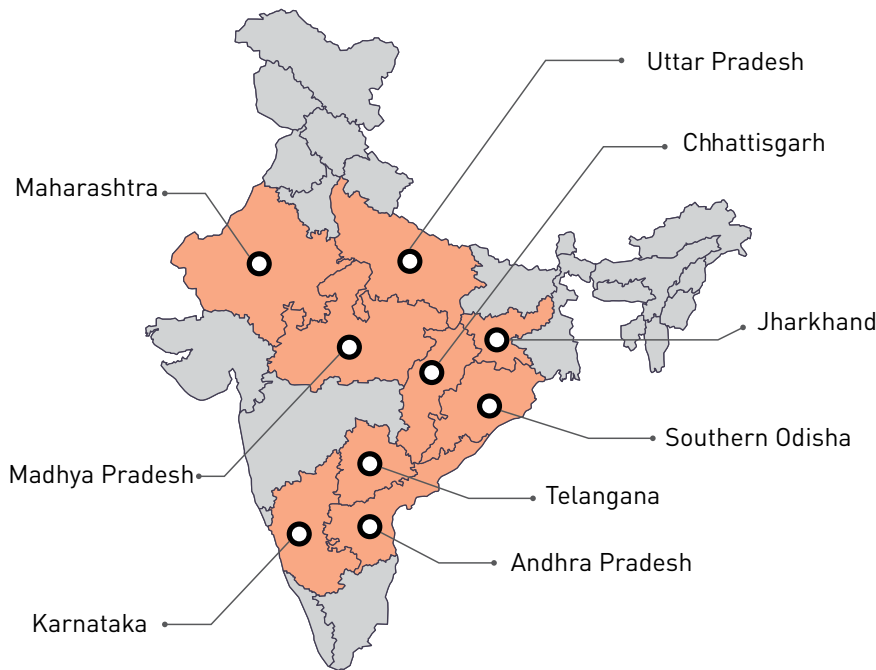 Uttar Pradesh
Chhattisgarh
Maharashtra
Jharkhand
Southern Odisha
Madhya Pradesh
Telangana
Andhra Pradesh
Karnataka